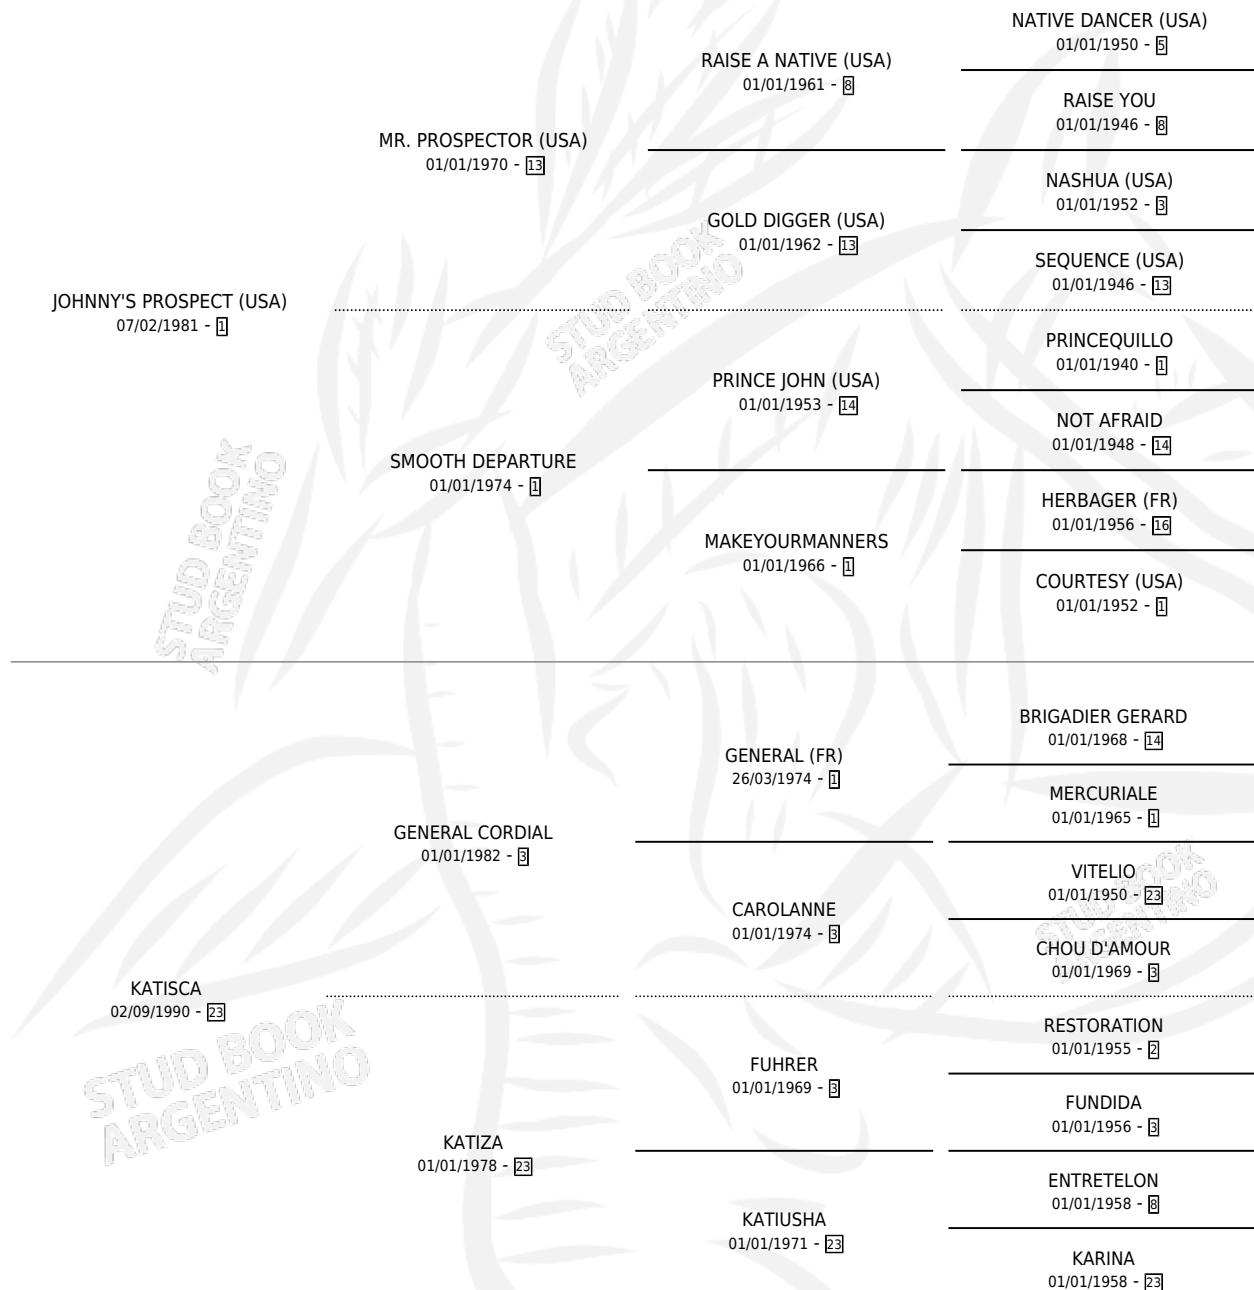 NATIVE DANCER (USA)
01/01/1950 - 5
RAISE A NATIVE (USA)
01/01/1961 - 8
RAISE YOU
01/01/1946 - 8
MR. PROSPECTOR (USA)
01/01/1970 - 13
NASHUA (USA)
01/01/1952 - 3
GOLD DIGGER (USA)
01/01/1962 - 13
SEQUENCE (USA)
01/01/1946 - 13
JOHNNY'S PROSPECT (USA)
07/02/1981 - 1
PRINCEQUILLO
01/01/1940 - 1
PRINCE JOHN (USA)
01/01/1953 - 14
NOT AFRAID
01/01/1948 - 14
SMOOTH DEPARTURE
01/01/1974 - 1
HERBAGER (FR)
01/01/1956 - 16
MAKEYOURMANNERS
01/01/1966 - 1
COURTESY (USA)
01/01/1952 - 1
BRIGADIER GERARD
01/01/1968 - 14
GENERAL (FR)
26/03/1974 - 1
MERCURIALE
01/01/1965 - 1
GENERAL CORDIAL
01/01/1982 - 3
VITELIO
01/01/1950 - 23
CAROLANNE
01/01/1974 - 3
CHOU D'AMOUR
01/01/1969 - 3
KATISCA
02/09/1990 - 23
RESTORATION
01/01/1955 - 2
FUHRER
01/01/1969 - 3
FUNDIDA
01/01/1956 - 3
KATIZA
01/01/1978 - 23
ENTRETELON
01/01/1958 - 8
KATIUSHA
01/01/1971 - 23
KARINA
01/01/1958 - 23
STUD BOOK
ARGENTINO
STUD BOOK
ARGENTINO
STUD BOOK
ARGENTINO
STUD BOOK
ARGENTINO